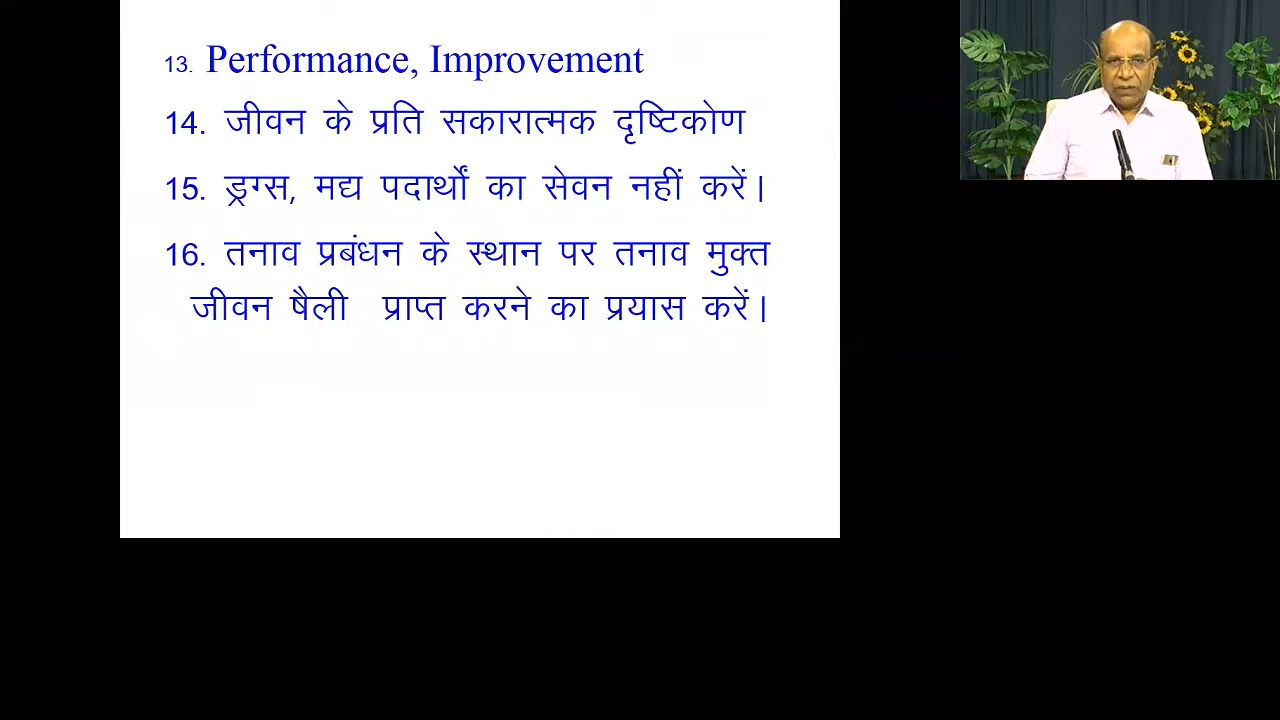 13. Performance, Improvement
14. जीवन के प्रति सकारात्मक दृष्टिकोण
15. ड्रग्स, मद्य पदार्थों का सेवन नहीं करें।
16. तनाव प्रबंधन के स्थान पर तनाव मुक्त
जीवन षैली प्राप्त करने का प्रयास करें।